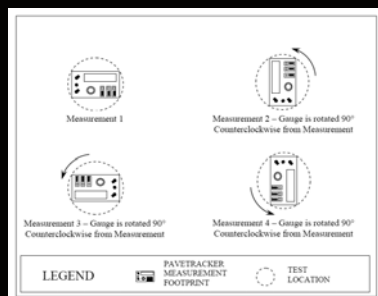 Measurement 1
Measurement 2 – Gauge is rotated 90°
Counterclockwise from Measurement
Measurement 3 – Gauge is rotated 90°
Counterclockwise from Measurement
Measurement 4 – Gauge is rotated 90°
Counterclockwise from Measurement
LEGEND
PAVETRACKER
MEASUREMENT
FOOTPRINT
TEST
LOCATION